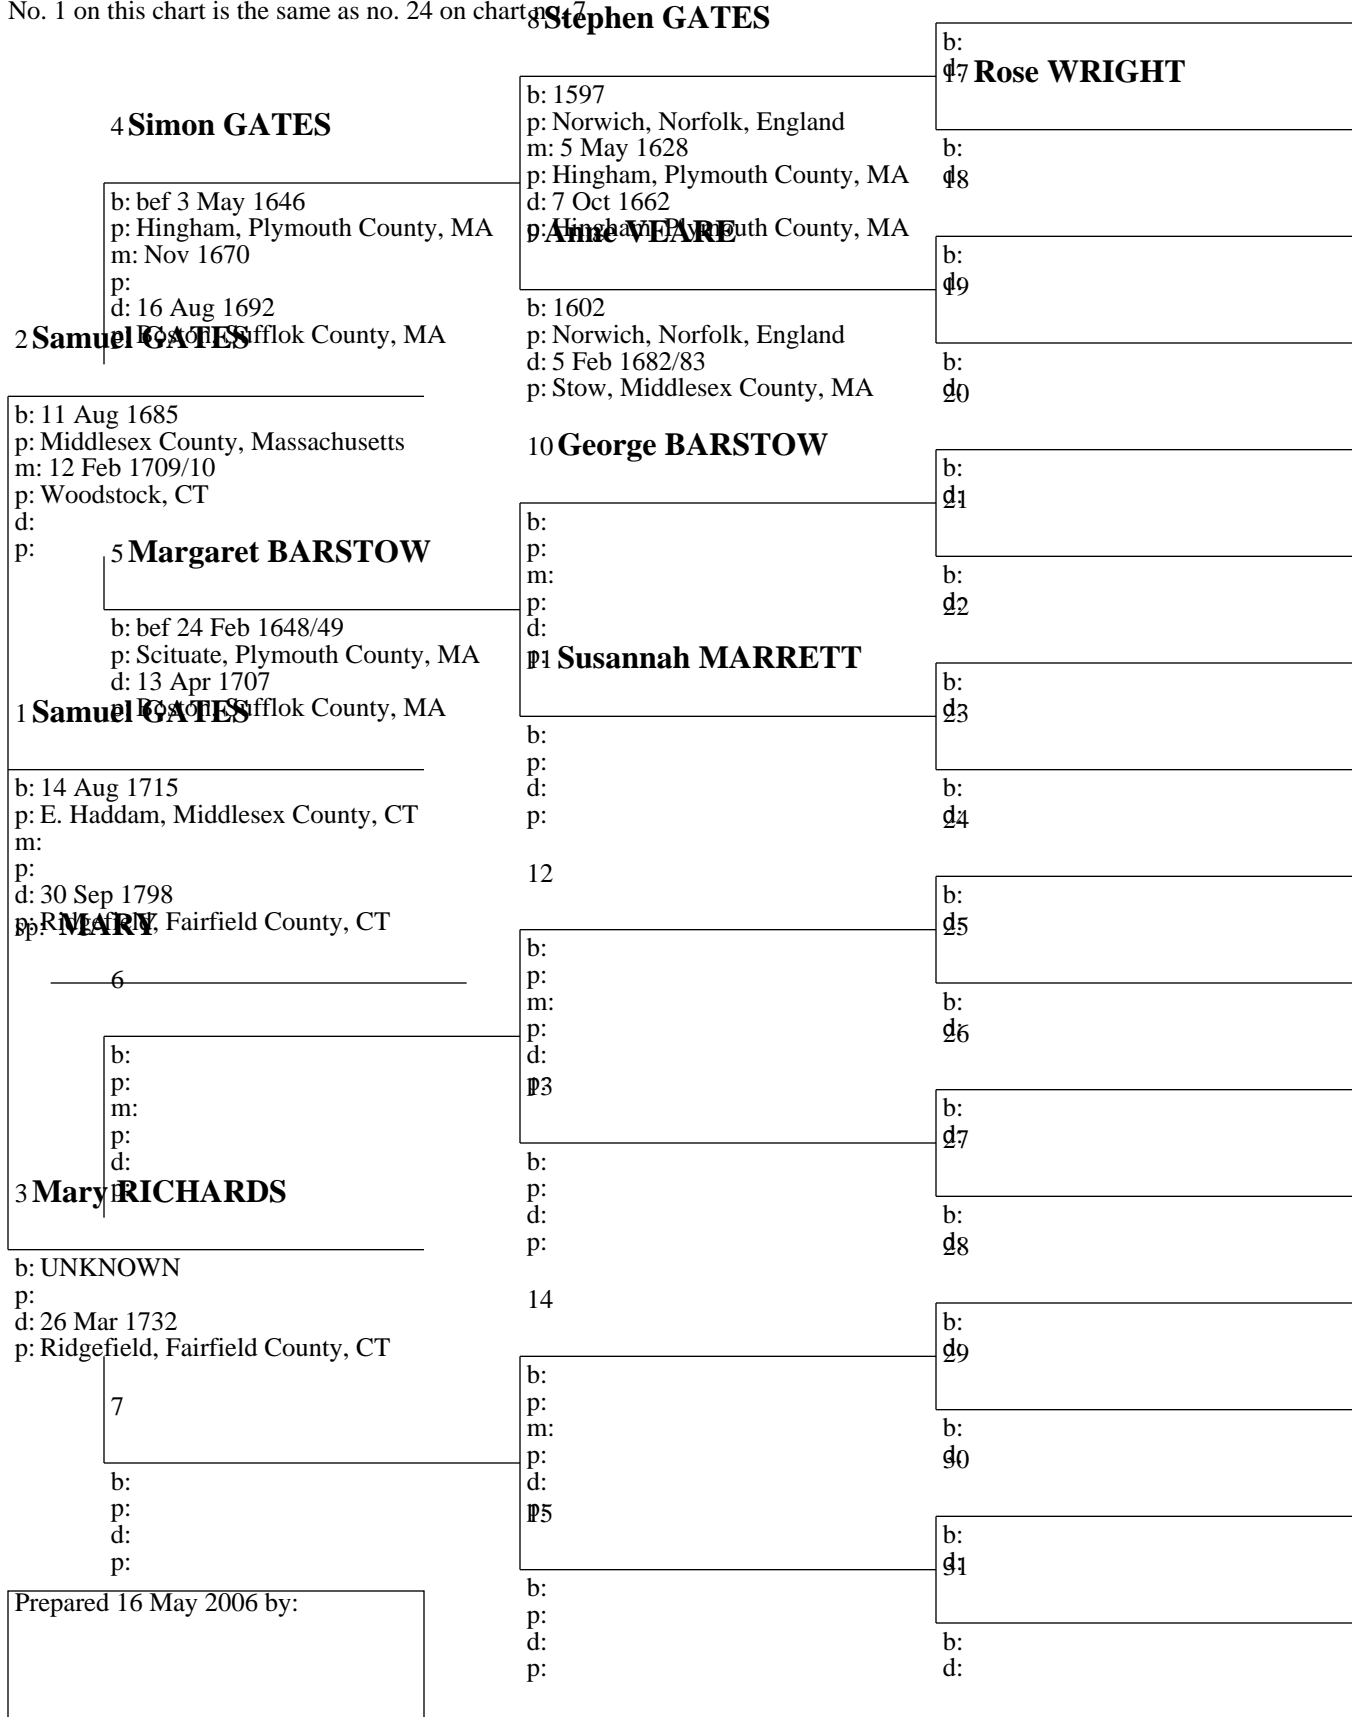 No. 1 on this chart is the same as no. 24 on chart no. 7
8 Stephen GATES
b: 1597
p: Norwich, Norfolk, England
m: 5 May 1628
p: Hingham, Plymouth County, MA
d: 7 Oct 1662
p: Hingham, Plymouth County, MA
b:
d:
17 Rose WRIGHT
b:
d:
4 Simon GATES
b: bef 3 May 1646
p: Hingham, Plymouth County, MA
m: Nov 1670
p:
d: 16 Aug 1692
p: Boston, Sufflok County, MA
9 Anne VEARE
b: 1602
p: Norwich, Norfolk, England
d: 5 Feb 1682/83
p: Stow, Middlesex County, MA
18
b:
d:
19
b:
d:
2 Samuel GATES
b: 11 Aug 1685
p: Middlesex County, Massachusetts
m: 12 Feb 1709/10
p: Woodstock, CT
d:
p:
10 George BARSTOW
b:
p:
m:
p:
d:
p:
20
b:
d:
21
b:
d:
5 Margaret BARSTOW
b: bef 24 Feb 1648/49
p: Scituate, Plymouth County, MA
d: 13 Apr 1707
p: Boston, Sufflok County, MA
11 Susannah MARRETT
b:
p:
d:
p:
22
b:
d:
23
b:
d:
1 Samuel GATES
b: 14 Aug 1715
p: E. Haddam, Middlesex County, CT
m:
p:
d: 30 Sep 1798
p: Ridgefield, Fairfield County, CT
sp: MARY
12
b:
p:
m:
p:
d:
p:
24
b:
d:
25
b:
d:
6
b:
p:
m:
p:
d:
p:
13
b:
p:
d:
p:
26
b:
d:
27
b:
d:
3 Mary RICHARDS
b: UNKNOWN
p:
d: 26 Mar 1732
p: Ridgefield, Fairfield County, CT
14
b:
p:
m:
p:
d:
p:
28
b:
d:
29
b:
d:
7
b:
p:
d:
p:
15
b:
p:
d:
p:
30
b:
d:
31
b:
d:
Prepared 16 May 2006 by: